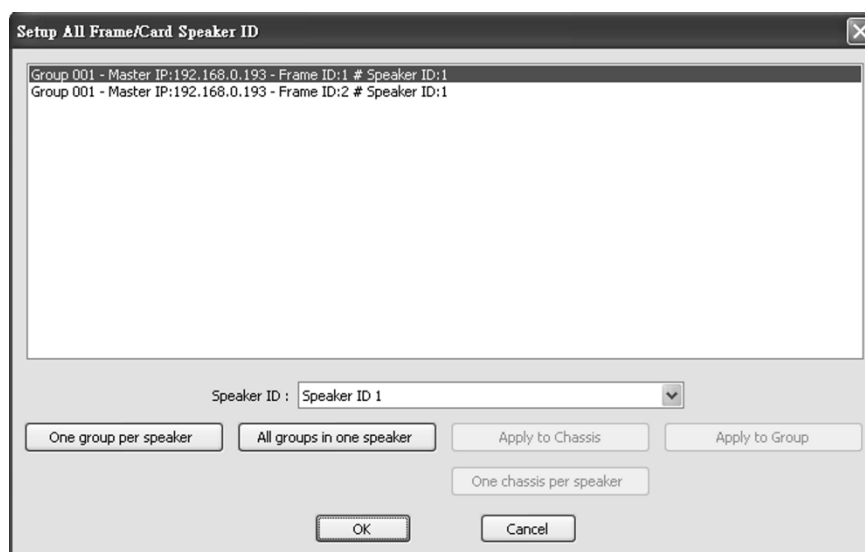 Setup All Frame/Card Speaker ID
Group 001 - Master IP:192.168.0.193 - Frame ID:1 # Speaker ID:1
Group 001 - Master IP:192.168.0.193 - Frame ID:2 # Speaker ID:1
Speaker ID : Speaker ID 1
One group per speaker All groups in one speaker Apply to Chassis Apply to Group
One chassis per speaker
OK Cancel